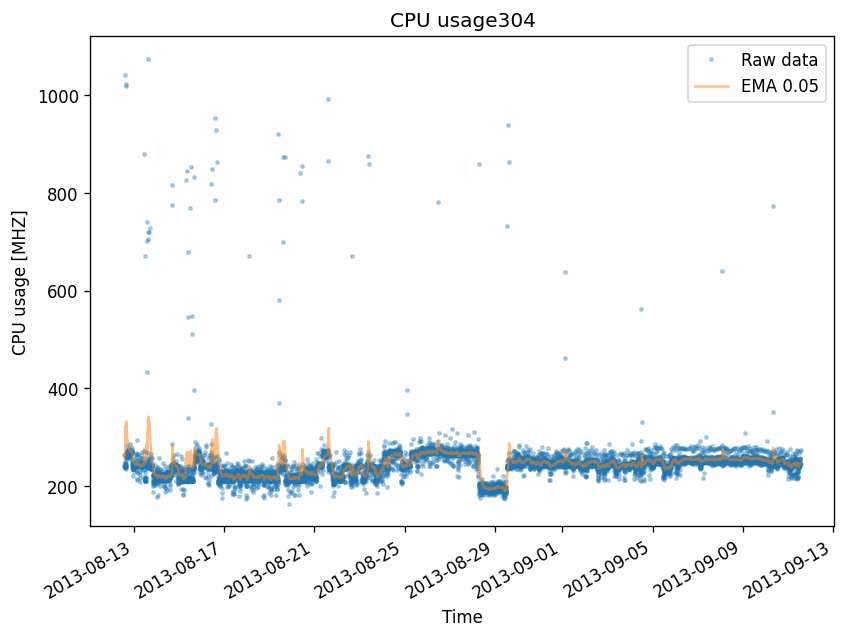 CPU usage304
Raw data
EMA 0.05
CPU usage [MHZ]
1000
800
600
400
200
2013-08-13
2013-08-17
2013-08-21
2013-08-25
2013-08-29
2013-09-01
2013-09-05
2013-09-09
2013-09-13
Time